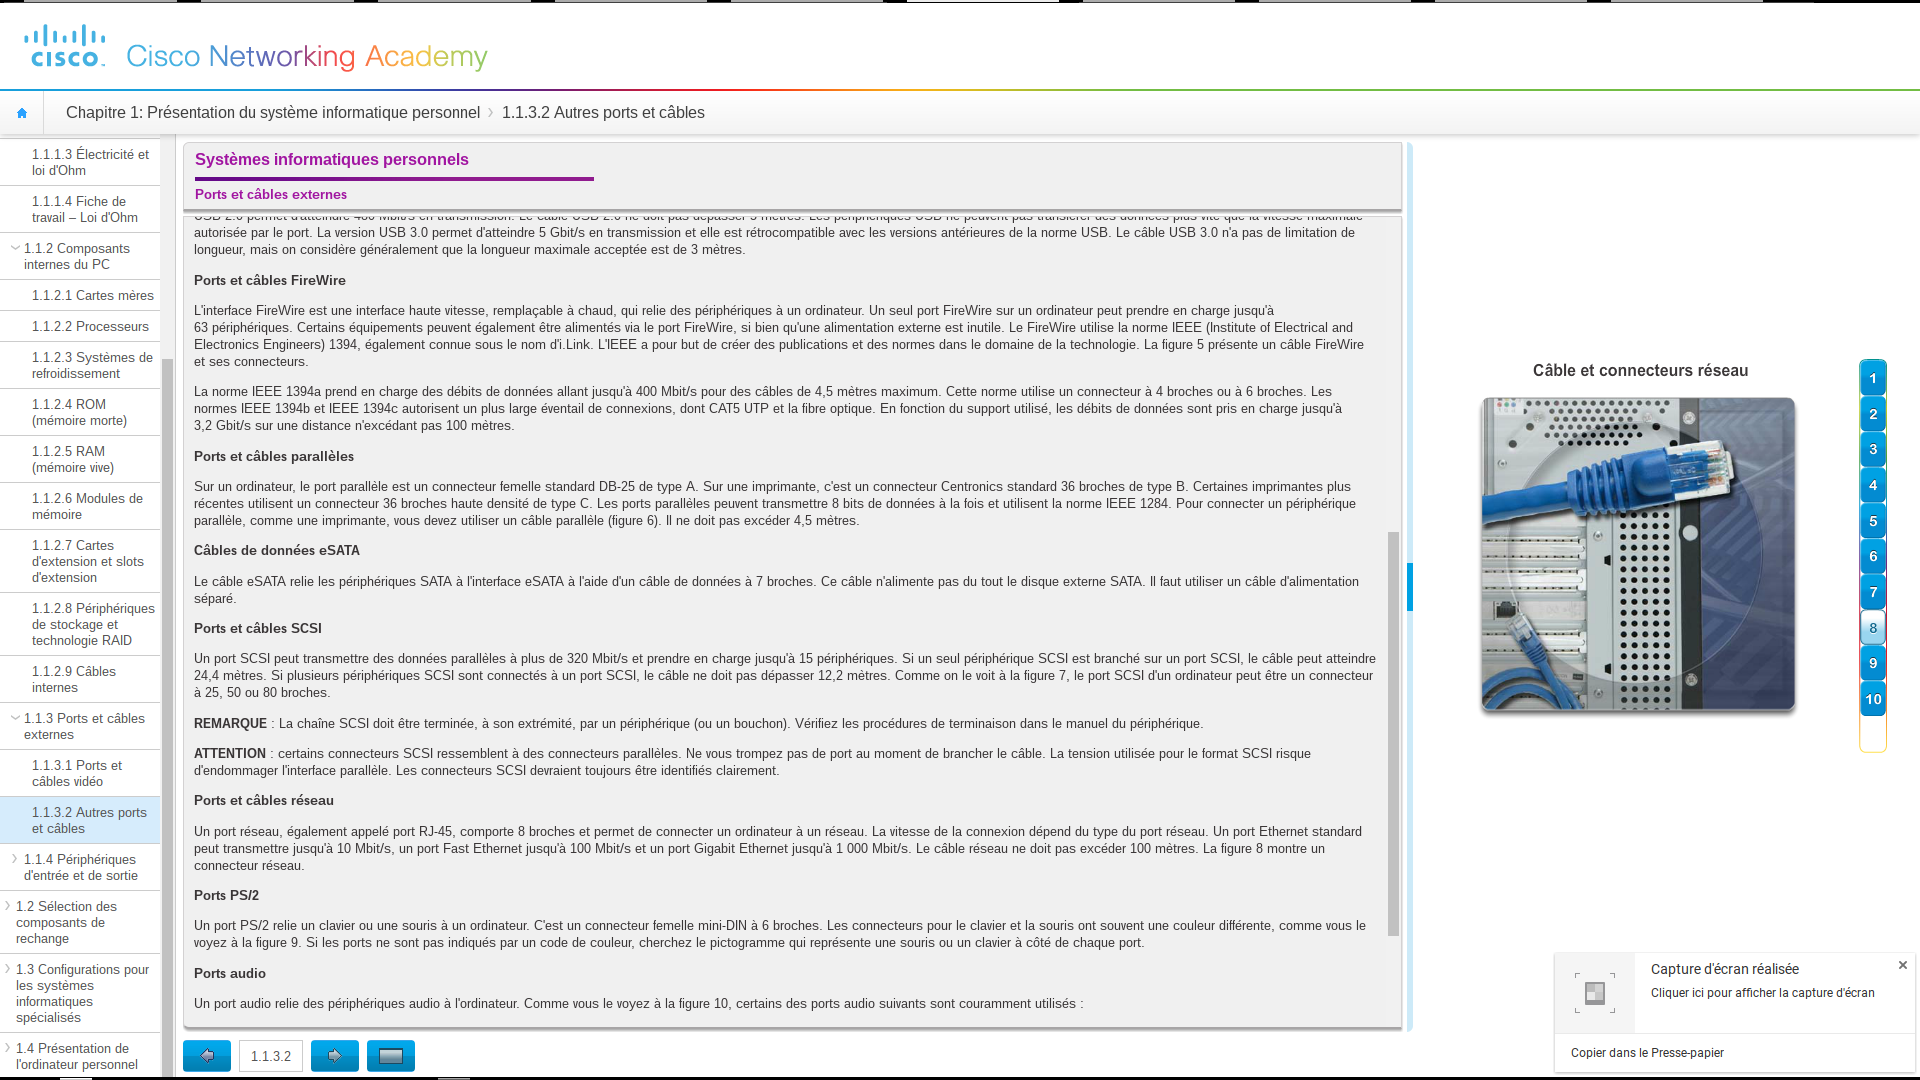 cisco
Cisco Networking Academy
Chapitre 1: Présentation du système informatique personnel
1.1.3.2 Autres ports et câbles
1.1.1.3 Électricité et
loi d'Ohm
1.1.1.4 Fiche de
travail – Loi d'Ohm
1.1.2 Composants
internes du PC
1.1.2.1 Cartes mères
1.1.2.2 Processeurs
1.1.2.3 Systèmes de
refroidissement
1.1.2.4 ROM
(mémoire morte)
1.1.2.5 RAM
(mémoire vive)
1.1.2.6 Modules de
mémoire
1.1.2.7 Cartes
d'extension et slots
d'extension
1.1.2.8 Périphériques
de stockage et
technologie RAID
1.1.2.9 Câbles
internes
1.1.3 Ports et câbles
externes
1.1.3.1 Ports et
câbles vidéo
1.1.3.2 Autres ports
et câbles
1.1.4 Périphériques
d'entrée et de sortie
1.2 Sélection des
composants de
rechange
1.3 Configurations pour
les systèmes
informatiques
spécialisés
1.4 Présentation de
l'ordinateur personnel
Systèmes informatiques personnels
Ports et câbles externes
USB 2.0 permet d'atteindre 480 Mbit/s en transmission. Le câble USB 2.0 ne doit pas dépasser 5 mètres. Les périphériques USB ne peuvent pas transférer des données plus vite que la vitesse maximale
autorisée par le port. La version USB 3.0 permet d'atteindre 5 Gbit/s en transmission et elle est rétrocompatible avec les versions antérieures de la norme USB. Le câble USB 3.0 n'a pas de limitation de
longueur, mais on considère généralement que la longueur maximale acceptée est de 3 mètres.
Ports et câbles FireWire
L'interface FireWire est une interface haute vitesse, remplaçable à chaud, qui relie des périphériques à un ordinateur. Un seul port FireWire sur un ordinateur peut prendre en charge jusqu'à
63 périphériques. Certains équipements peuvent également être alimentés via le port FireWire, si bien qu'une alimentation externe est inutile. Le FireWire utilise la norme IEEE (Institute of Electrical and
Electronics Engineers) 1394, également connue sous le nom d'i.Link. L'IEEE a pour but de créer des publications et des normes dans le domaine de la technologie. La figure 5 présente un câble FireWire
et ses connecteurs.
La norme IEEE 1394a prend en charge des débits de données allant jusqu'à 400 Mbit/s pour des câbles de 4,5 mètres maximum. Cette norme utilise un connecteur à 4 broches ou à 6 broches. Les
normes IEEE 1394b et IEEE 1394c autorisent un plus large éventail de connexions, dont CAT5 UTP et la fibre optique. En fonction du support utilisé, les débits de données sont pris en charge jusqu'à
3,2 Gbit/s sur une distance n'excédant pas 100 mètres.
Ports et câbles parallèles
Sur un ordinateur, le port parallèle est un connecteur femelle standard DB-25 de type A. Sur une imprimante, c'est un connecteur Centronics standard 36 broches de type B. Certaines imprimantes plus
récentes utilisent un connecteur 36 broches haute densité de type C. Les ports parallèles peuvent transmettre 8 bits de données à la fois et utilisent la norme IEEE 1284. Pour connecter un périphérique
parallèle, comme une imprimante, vous devez utiliser un câble parallèle (figure 6). Il ne doit pas excéder 4,5 mètres.
Câbles de données eSATA
Le câble eSATA relie les périphériques SATA à l'interface eSATA à l'aide d'un câble de données à 7 broches. Ce câble n'alimente pas du tout le disque externe SATA. Il faut utiliser un câble d'alimentation
séparé.
Ports et câbles SCSI
Un port SCSI peut transmettre des données parallèles à plus de 320 Mbit/s et prendre en charge jusqu'à 15 périphériques. Si un seul périphérique SCSI est branché sur un port SCSI, le câble peut atteindre
24,4 mètres. Si plusieurs périphériques SCSI sont connectés à un port SCSI, le câble ne doit pas dépasser 12,2 mètres. Comme on le voit à la figure 7, le port SCSI d'un ordinateur peut être un connecteur
à 25, 50 ou 80 broches.
REMARQUE : La chaîne SCSI doit être terminée, à son extrémité, par un périphérique (ou un bouchon). Vérifiez les procédures de terminaison dans le manuel du périphérique.
ATTENTION : certains connecteurs SCSI ressemblent à des connecteurs parallèles. Ne vous trompez pas de port au moment de brancher le câble. La tension utilisée pour le format SCSI risque
d'endommager l'interface parallèle. Les connecteurs SCSI devraient toujours être identifiés clairement.
Ports et câbles réseau
Un port réseau, également appelé port RJ-45, comporte 8 broches et permet de connecter un ordinateur à un réseau. La vitesse de la connexion dépend du type du port réseau. Un port Ethernet standard
peut transmettre jusqu'à 10 Mbit/s, un port Fast Ethernet jusqu'à 100 Mbit/s et un port Gigabit Ethernet jusqu'à 1 000 Mbit/s. Le câble réseau ne doit pas excéder 100 mètres. La figure 8 montre un
connecteur réseau.
Ports PS/2
Un port PS/2 relie un clavier ou une souris à un ordinateur. C'est un connecteur femelle mini-DIN à 6 broches. Les connecteurs pour le clavier et la souris ont souvent une couleur différente, comme vous le
voyez à la figure 9. Si les ports ne sont pas indiqués par un code de couleur, cherchez le pictogramme qui représente une souris ou un clavier à côté de chaque port.
Ports audio
Un port audio relie des périphériques audio à l'ordinateur. Comme vous le voyez à la figure 10, certains des ports audio suivants sont couramment utilisés :
1.1.3.2
Câble et connecteurs réseau
1
2
3
4
5
6
7
8
9
10
Capture d'écran réalisée
Cliquer ici pour afficher la capture d'écran
Copier dans le Presse-papier